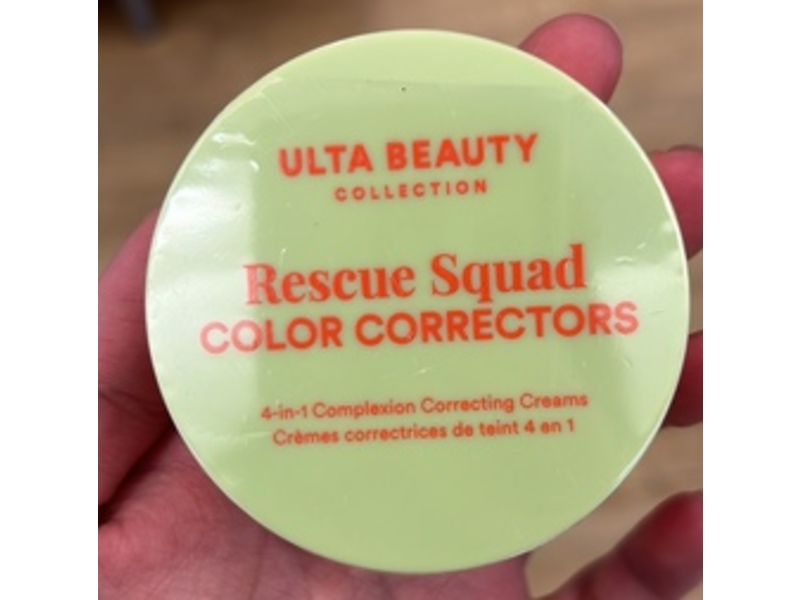 ULTA BEAUTY
COLLECTION
Rescue Squad
COLOR CORRECTORS
4-in-1 Complexion Correcting Creams
Crèmes correctrices de teint 4 en 1